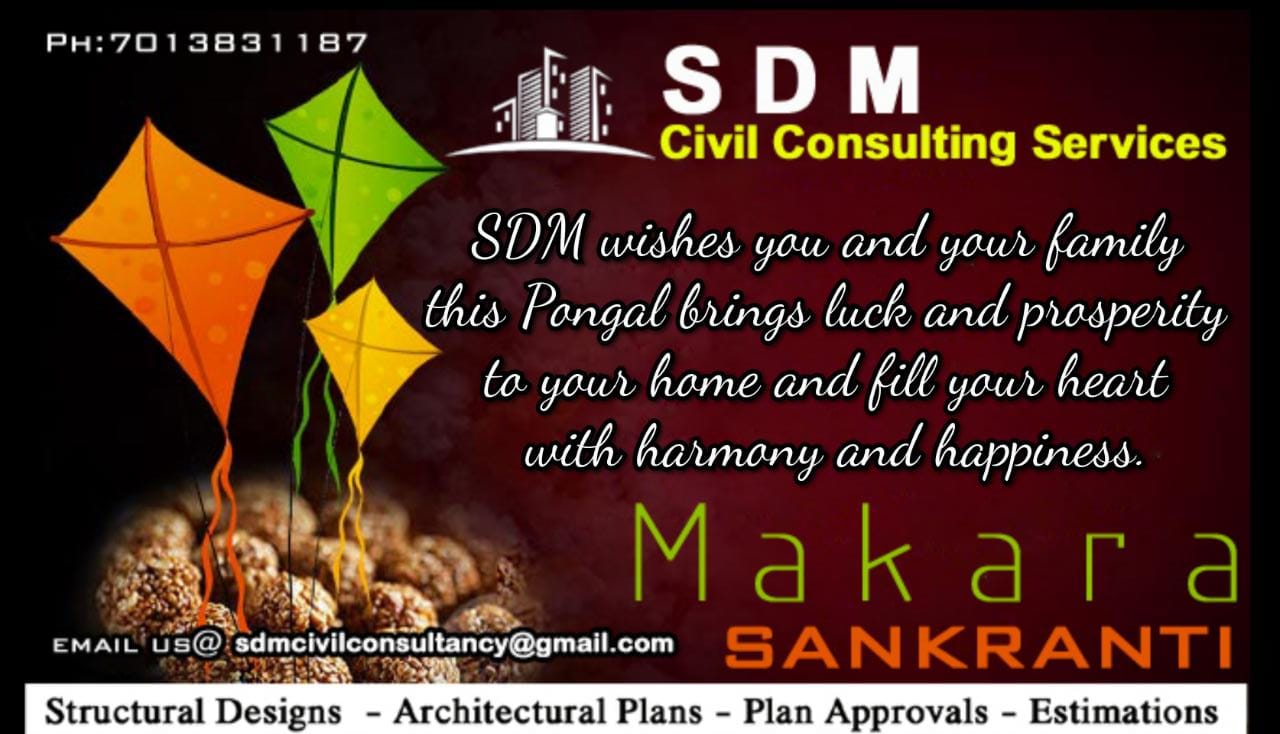 PH:7013831187
SDM
Civil Consulting Services
SDM wishes you and your family
this Pongal brings luck and prosperity
to your home and fill your heart
with harmony and happiness.
Makara
SANKRANTI
EMAIL US@ sdmcivilconsultancy@gmail.com
Structural Designs - Architectural Plans - Plan Approvals - Estimations